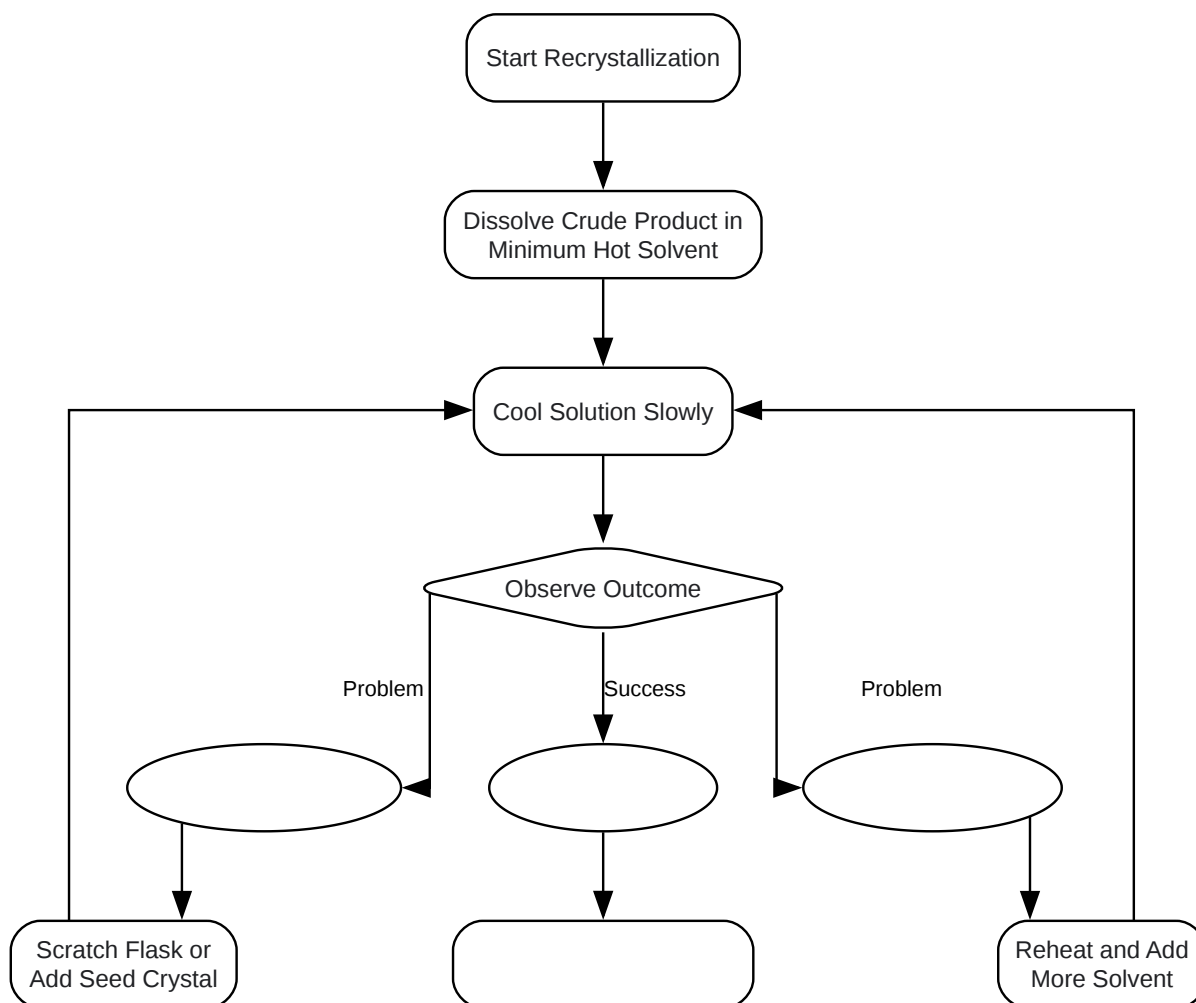 Start Recrystallization
Dissolve Crude Product in
Minimum Hot Solvent
Cool Solution Slowly
Observe Outcome
Problem
Success
Problem
Scratch Flask or
Add Seed Crystal
Reheat and Add
More Solvent